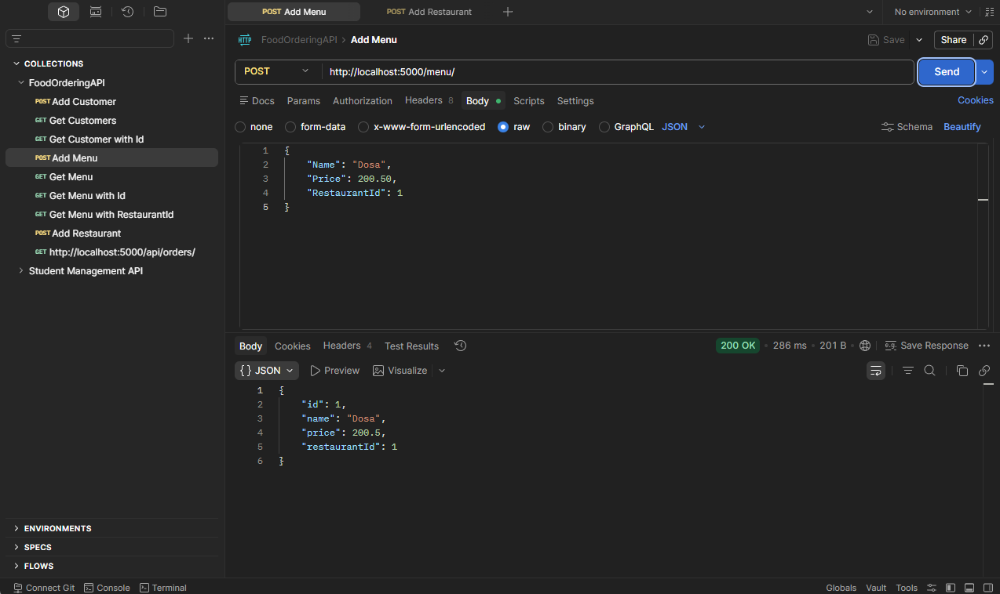 POST Add Menu
POST Add Restaurant
No environment
COLLECTIONS
FoodOrderingAPI
POST Add Customer
GET Get Customers
GET Get Customer with Id
POST Add Menu
GET Get Menu
GET Get Menu with Id
GET Get Menu with RestaurantId
POST Add Restaurant
GET http://localhost:5000/api/orders/
Student Management API
ENVIRONMENTS
SPECS
FLOWS
HTTP FoodOrderingAPI > Add Menu
Save
Share
POST http://localhost:5000/menu/
Send
Docs Params Authorization Headers 8 Body Scripts Settings
Cookies
none form-data x-www-form-urlencoded raw binary GraphQL JSON
Schema Beautify
1 {
2 "Name": "Dosa",
3 "Price": 200.50,
4 "RestaurantId": 1
5 }
Body Cookies Headers 4 Test Results
200 OK 286 ms 201 B e.g. Save Response
{ } JSON Preview Visualize
1 {
2 "id": 1,
3 "name": "Dosa",
4 "price": 200.5,
5 "restaurantId": 1
6 }
Connect Git Console Terminal
Globals Vault Tools